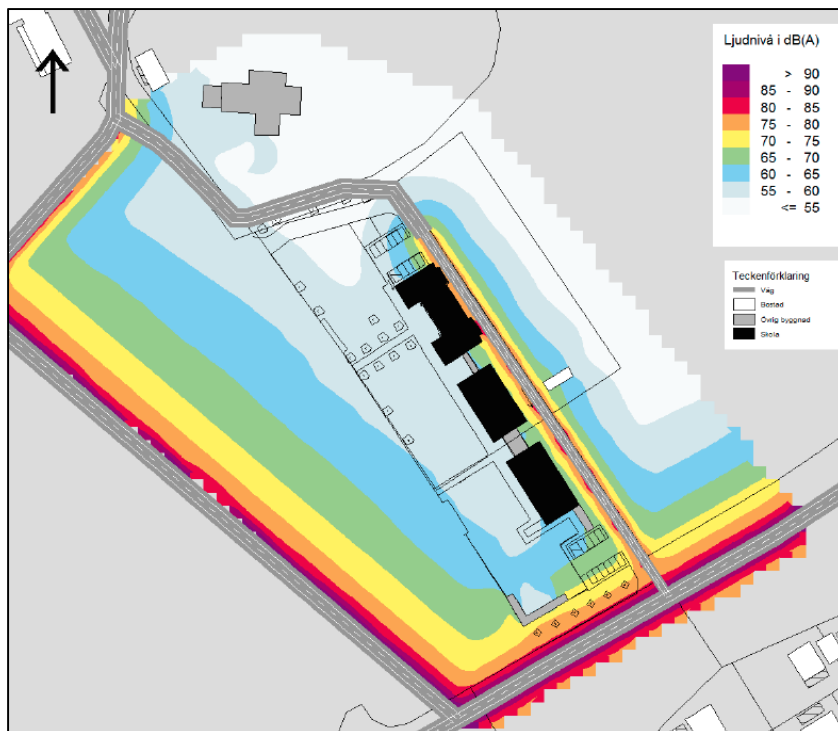 Ljudnivå i dB(A)
> 90
85 - 90
80 - 85
75 - 80
70 - 75
65 - 70
60 - 65
55 - 60
<= 55
Teckenförklaring
Väg
Bostad
Övrig byggnad
Skola